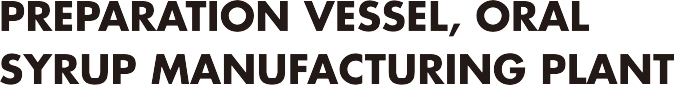 PREPARATION VESSEL, ORAL
SYRUP MANUFACTURING PLANT